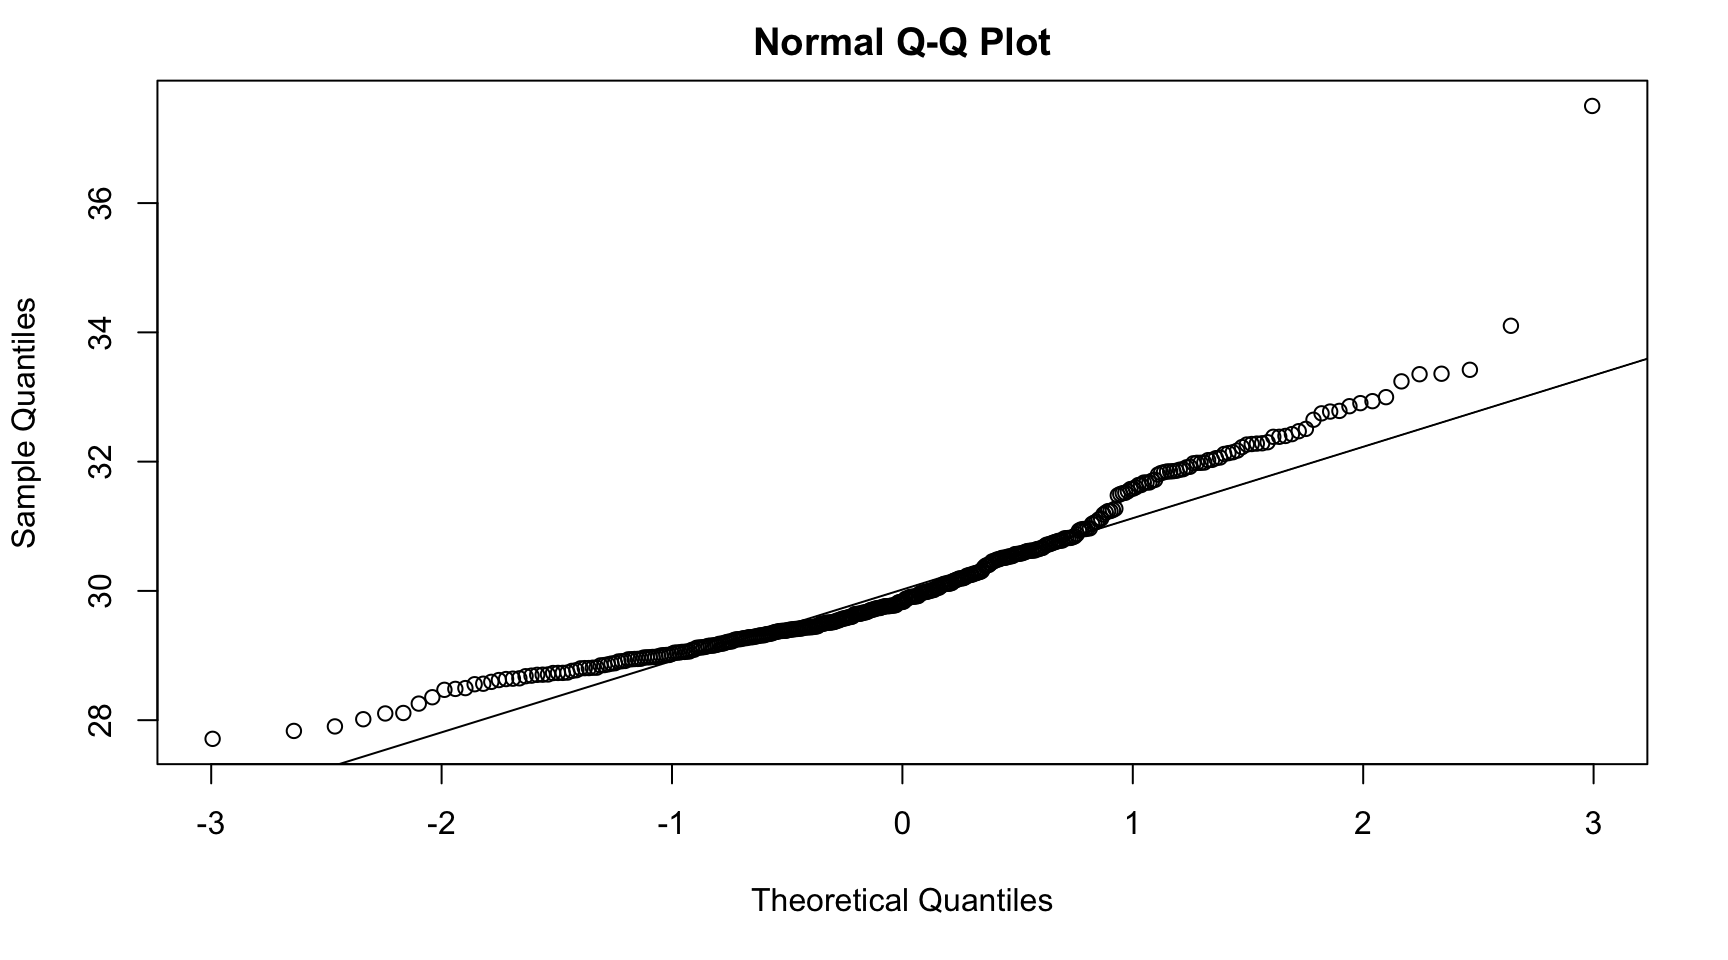 Normal Q-Q Plot
Sample Quantiles
36
34
32
30
28
-3 -2 -1 0 1 2 3
Theoretical Quantiles